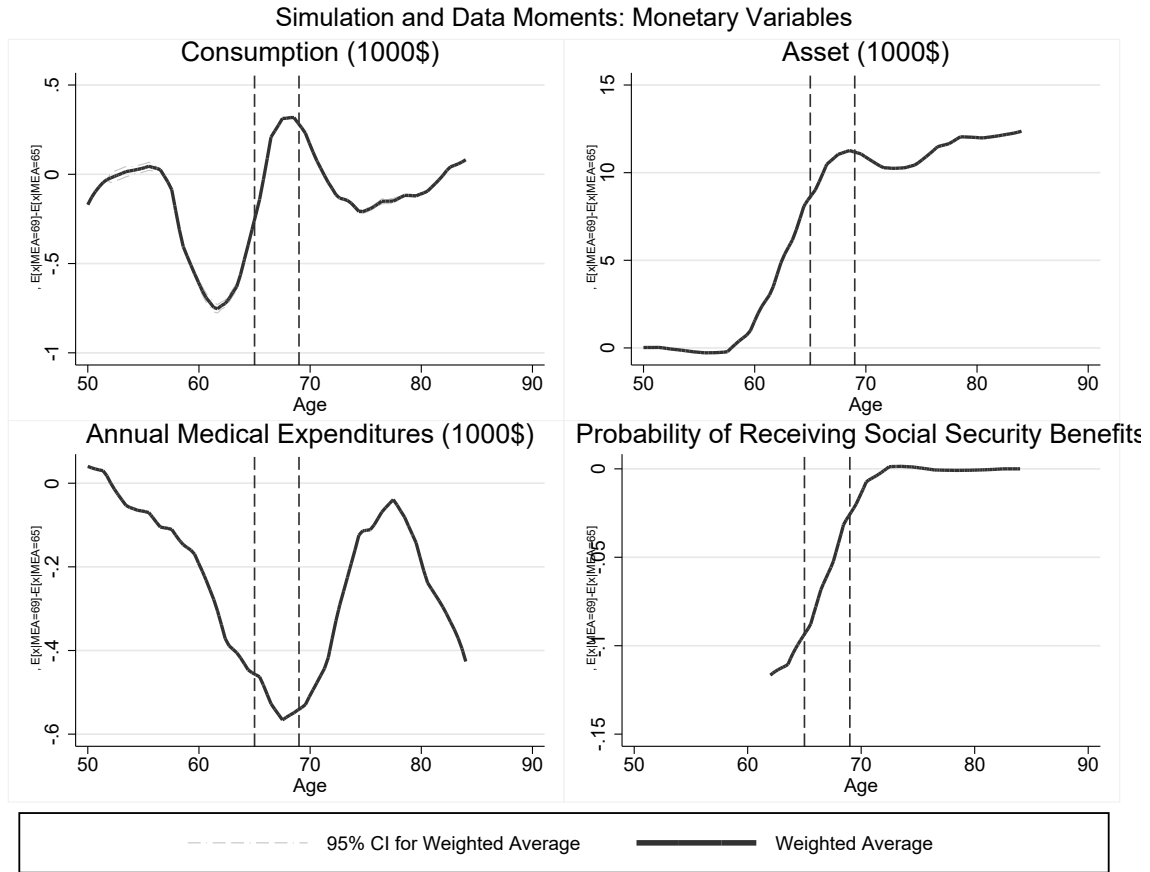 Simulation and Data Moments: Monetary Variables
Consumption (1000$)
, E[x|MEA=69]-E[x|MEA=65]
.5
0
-.5
-1
50 60 70 80 90
Age
Asset (1000$)
, E[x|MEA=69]-E[x|MEA=65]
15
10
5
0
50 60 70 80 90
Age
Annual Medical Expenditures (1000$)
, E[x|MEA=69]-E[x|MEA=65]
0
-.2
-.4
-.6
50 60 70 80 90
Age
Probability of Receiving Social Security Benefits
, E[x|MEA=69]-E[x|MEA=65]
0
-.05
-.1
-.15
50 60 70 80 90
Age
95% CI for Weighted Average
Weighted Average